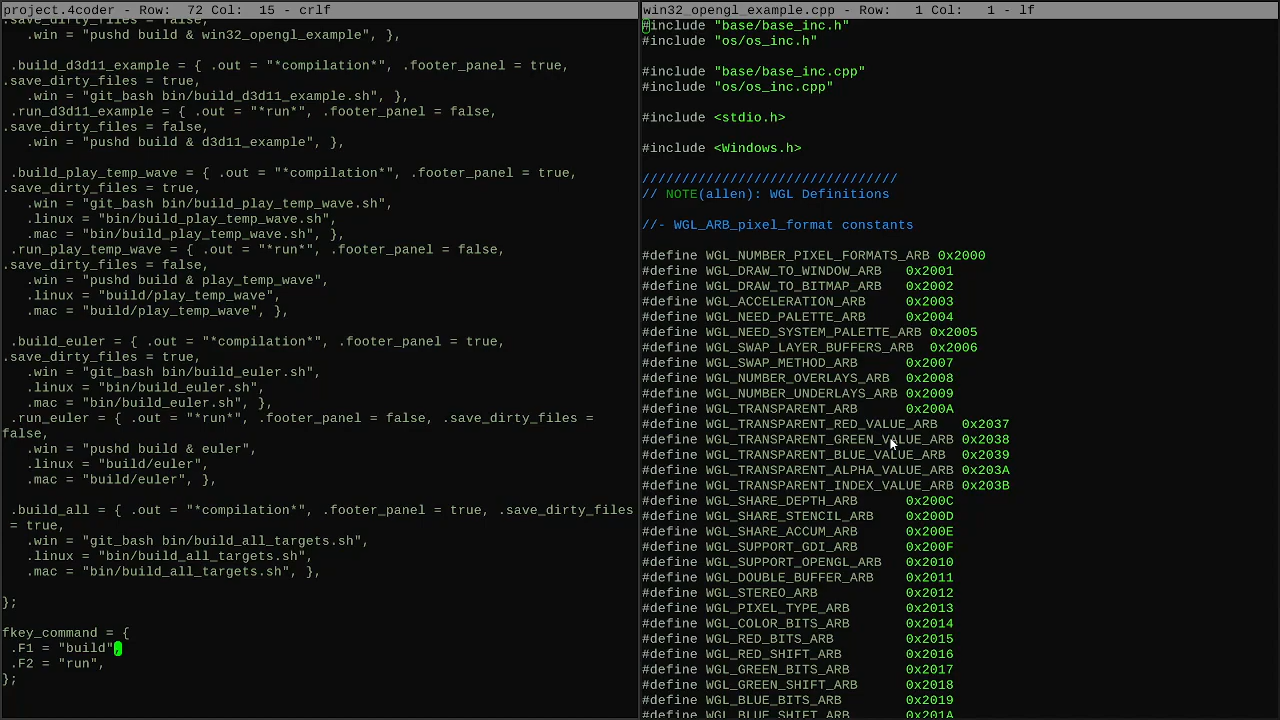 project.4coder - Row:  72 Col:  15 - crlf
.save_dirty_files = false,
.win = "pushd build & win32_opengl_example", },
.build_d3d11_example = { .out = "*compilation*", .footer_panel = true,
.save_dirty_files = true,
.win = "git_bash bin/build_d3d11_example.sh", },
.run_d3d11_example = { .out = "*run*", .footer_panel = false,
.save_dirty_files = false,
.win = "pushd build & d3d11_example", },
.build_play_temp_wave = { .out = "*compilation*", .footer_panel = true,
.save_dirty_files = true,
.win = "git_bash bin/build_play_temp_wave.sh",
.linux = "bin/build_play_temp_wave.sh",
.mac = "bin/build_play_temp_wave.sh", },
.run_play_temp_wave = { .out = "*run*", .footer_panel = false,
.save_dirty_files = false,
.win = "pushd build & play_temp_wave",
.linux = "build/play_temp_wave",
.mac = "build/play_temp_wave", },
.build_euler = { .out = "*compilation*", .footer_panel = true,
.save_dirty_files = true,
.win = "git_bash bin/build_euler.sh",
.linux = "bin/build_euler.sh",
.mac = "bin/build_euler.sh", },
.run_euler = { .out = "*run*", .footer_panel = false, .save_dirty_files =
false,
.win = "pushd build & euler",
.linux = "build/euler",
.mac = "build/euler", },
.build_all = { .out = "*compilation*", .footer_panel = true, .save_dirty_files
= true,
.win = "git_bash bin/build_all_targets.sh",
.linux = "bin/build_all_targets.sh",
.mac = "bin/build_all_targets.sh", },
};
fkey_command = {
.F1 = "build",
.F2 = "run",
};
win32_opengl_example.cpp - Row:   1 Col:   1 - lf
#include "base/base_inc.h"
#include "os/os_inc.h"
#include "base/base_inc.cpp"
#include "os/os_inc.cpp"
#include <stdio.h>
#include <Windows.h>
////////////////////////////////
// NOTE(allen): WGL Definitions
//- WGL_ARB_pixel_format constants
#define WGL_NUMBER_PIXEL_FORMATS_ARB 0x2000
#define WGL_DRAW_TO_WINDOW_ARB   0x2001
#define WGL_DRAW_TO_BITMAP_ARB   0x2002
#define WGL_ACCELERATION_ARB     0x2003
#define WGL_NEED_PALETTE_ARB     0x2004
#define WGL_NEED_SYSTEM_PALETTE_ARB 0x2005
#define WGL_SWAP_LAYER_BUFFERS_ARB  0x2006
#define WGL_SWAP_METHOD_ARB      0x2007
#define WGL_NUMBER_OVERLAYS_ARB  0x2008
#define WGL_NUMBER_UNDERLAYS_ARB 0x2009
#define WGL_TRANSPARENT_ARB      0x200A
#define WGL_TRANSPARENT_RED_VALUE_ARB   0x2037
#define WGL_TRANSPARENT_GREEN_VALUE_ARB 0x2038
#define WGL_TRANSPARENT_BLUE_VALUE_ARB  0x2039
#define WGL_TRANSPARENT_ALPHA_VALUE_ARB 0x203A
#define WGL_TRANSPARENT_INDEX_VALUE_ARB 0x203B
#define WGL_SHARE_DEPTH_ARB      0x200C
#define WGL_SHARE_STENCIL_ARB    0x200D
#define WGL_SHARE_ACCUM_ARB      0x200E
#define WGL_SUPPORT_GDI_ARB      0x200F
#define WGL_SUPPORT_OPENGL_ARB   0x2010
#define WGL_DOUBLE_BUFFER_ARB    0x2011
#define WGL_STEREO_ARB           0x2012
#define WGL_PIXEL_TYPE_ARB       0x2013
#define WGL_COLOR_BITS_ARB       0x2014
#define WGL_RED_BITS_ARB         0x2015
#define WGL_RED_SHIFT_ARB        0x2016
#define WGL_GREEN_BITS_ARB       0x2017
#define WGL_GREEN_SHIFT_ARB      0x2018
#define WGL_BLUE_BITS_ARB        0x2019
#define WGL_BLUE_SHIFT_ARB       0x201A